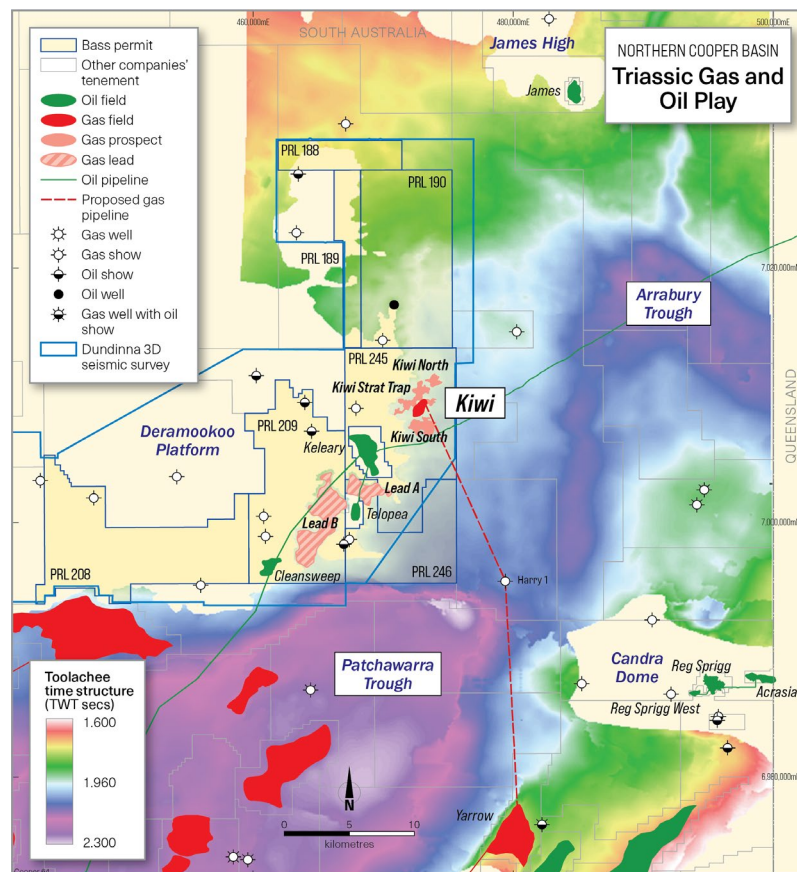 460,000mE
480,000mE
500,000mE
SOUTH AUSTRALIA
James High
James
NORTHERN COOPER BASIN
Triassic Gas and
Oil Play
Bass permit
Other companies'
tenement
Oil field
Gas field
Gas prospect
Gas lead
Oil pipeline
Proposed gas
pipeline
Gas well
Gas show
Oil show
Oil well
Gas well with oil
show
Dundinna 3D
seismic survey
PRL 188
PRL 190
PRL 189
7,020,000mN
Arrabury
Trough
PRL 245
Kiwi North
Kiwi Strat Trap
Kiwi
Kiwi South
QUEENSLAND
PRL 209
Deramookoo
Platform
Keleary
Lead A
Telopea
Lead B
7,000,000mN
Cleansweep
PRL 208
PRL 246
Harry 1
Patchawarra
Trough
Candra
Dome
Reg Sprigg
Acrasia
Reg Sprigg West
Toolachee
time structure
(TWT secs)
1.600
1.960
2.300
6,980,000mN
N
0
5
10
kilometres
Yarrow